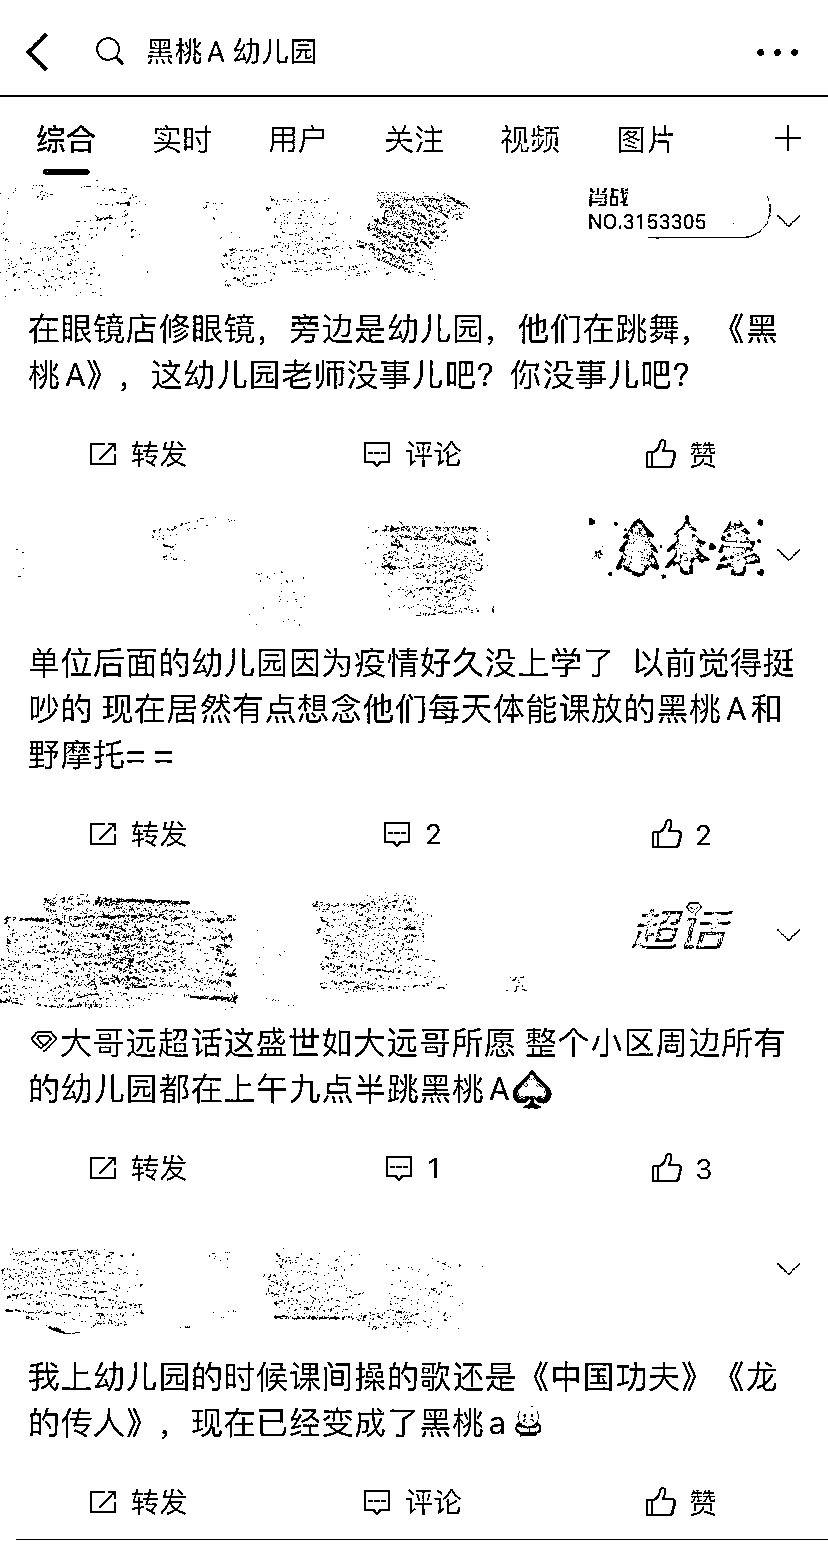 黑桃A 幼儿园
综合 实时 用户 关注 视频 图片
肖战
NO.3153305
在眼镜店修眼镜，旁边是幼儿园，他们在跳舞，《黑
桃A》，这幼儿园老师没事儿吧？你没事儿吧？
转发 评论 赞
单位后面的幼儿园因为疫情好久没上学了 以前觉得挺
吵的 现在居然有点想念他们每天体能课放的黑桃A和
野摩托= =
转发 2 2
超话
大哥远超话这盛世如大远哥所愿 整个小区周边所有
的幼儿园都在上午九点半跳黑桃A♠
转发 1 3
我上幼儿园的时候课间操的歌还是《中国功夫》《龙
的传人》，现在已经变成了黑桃a
转发 评论 赞